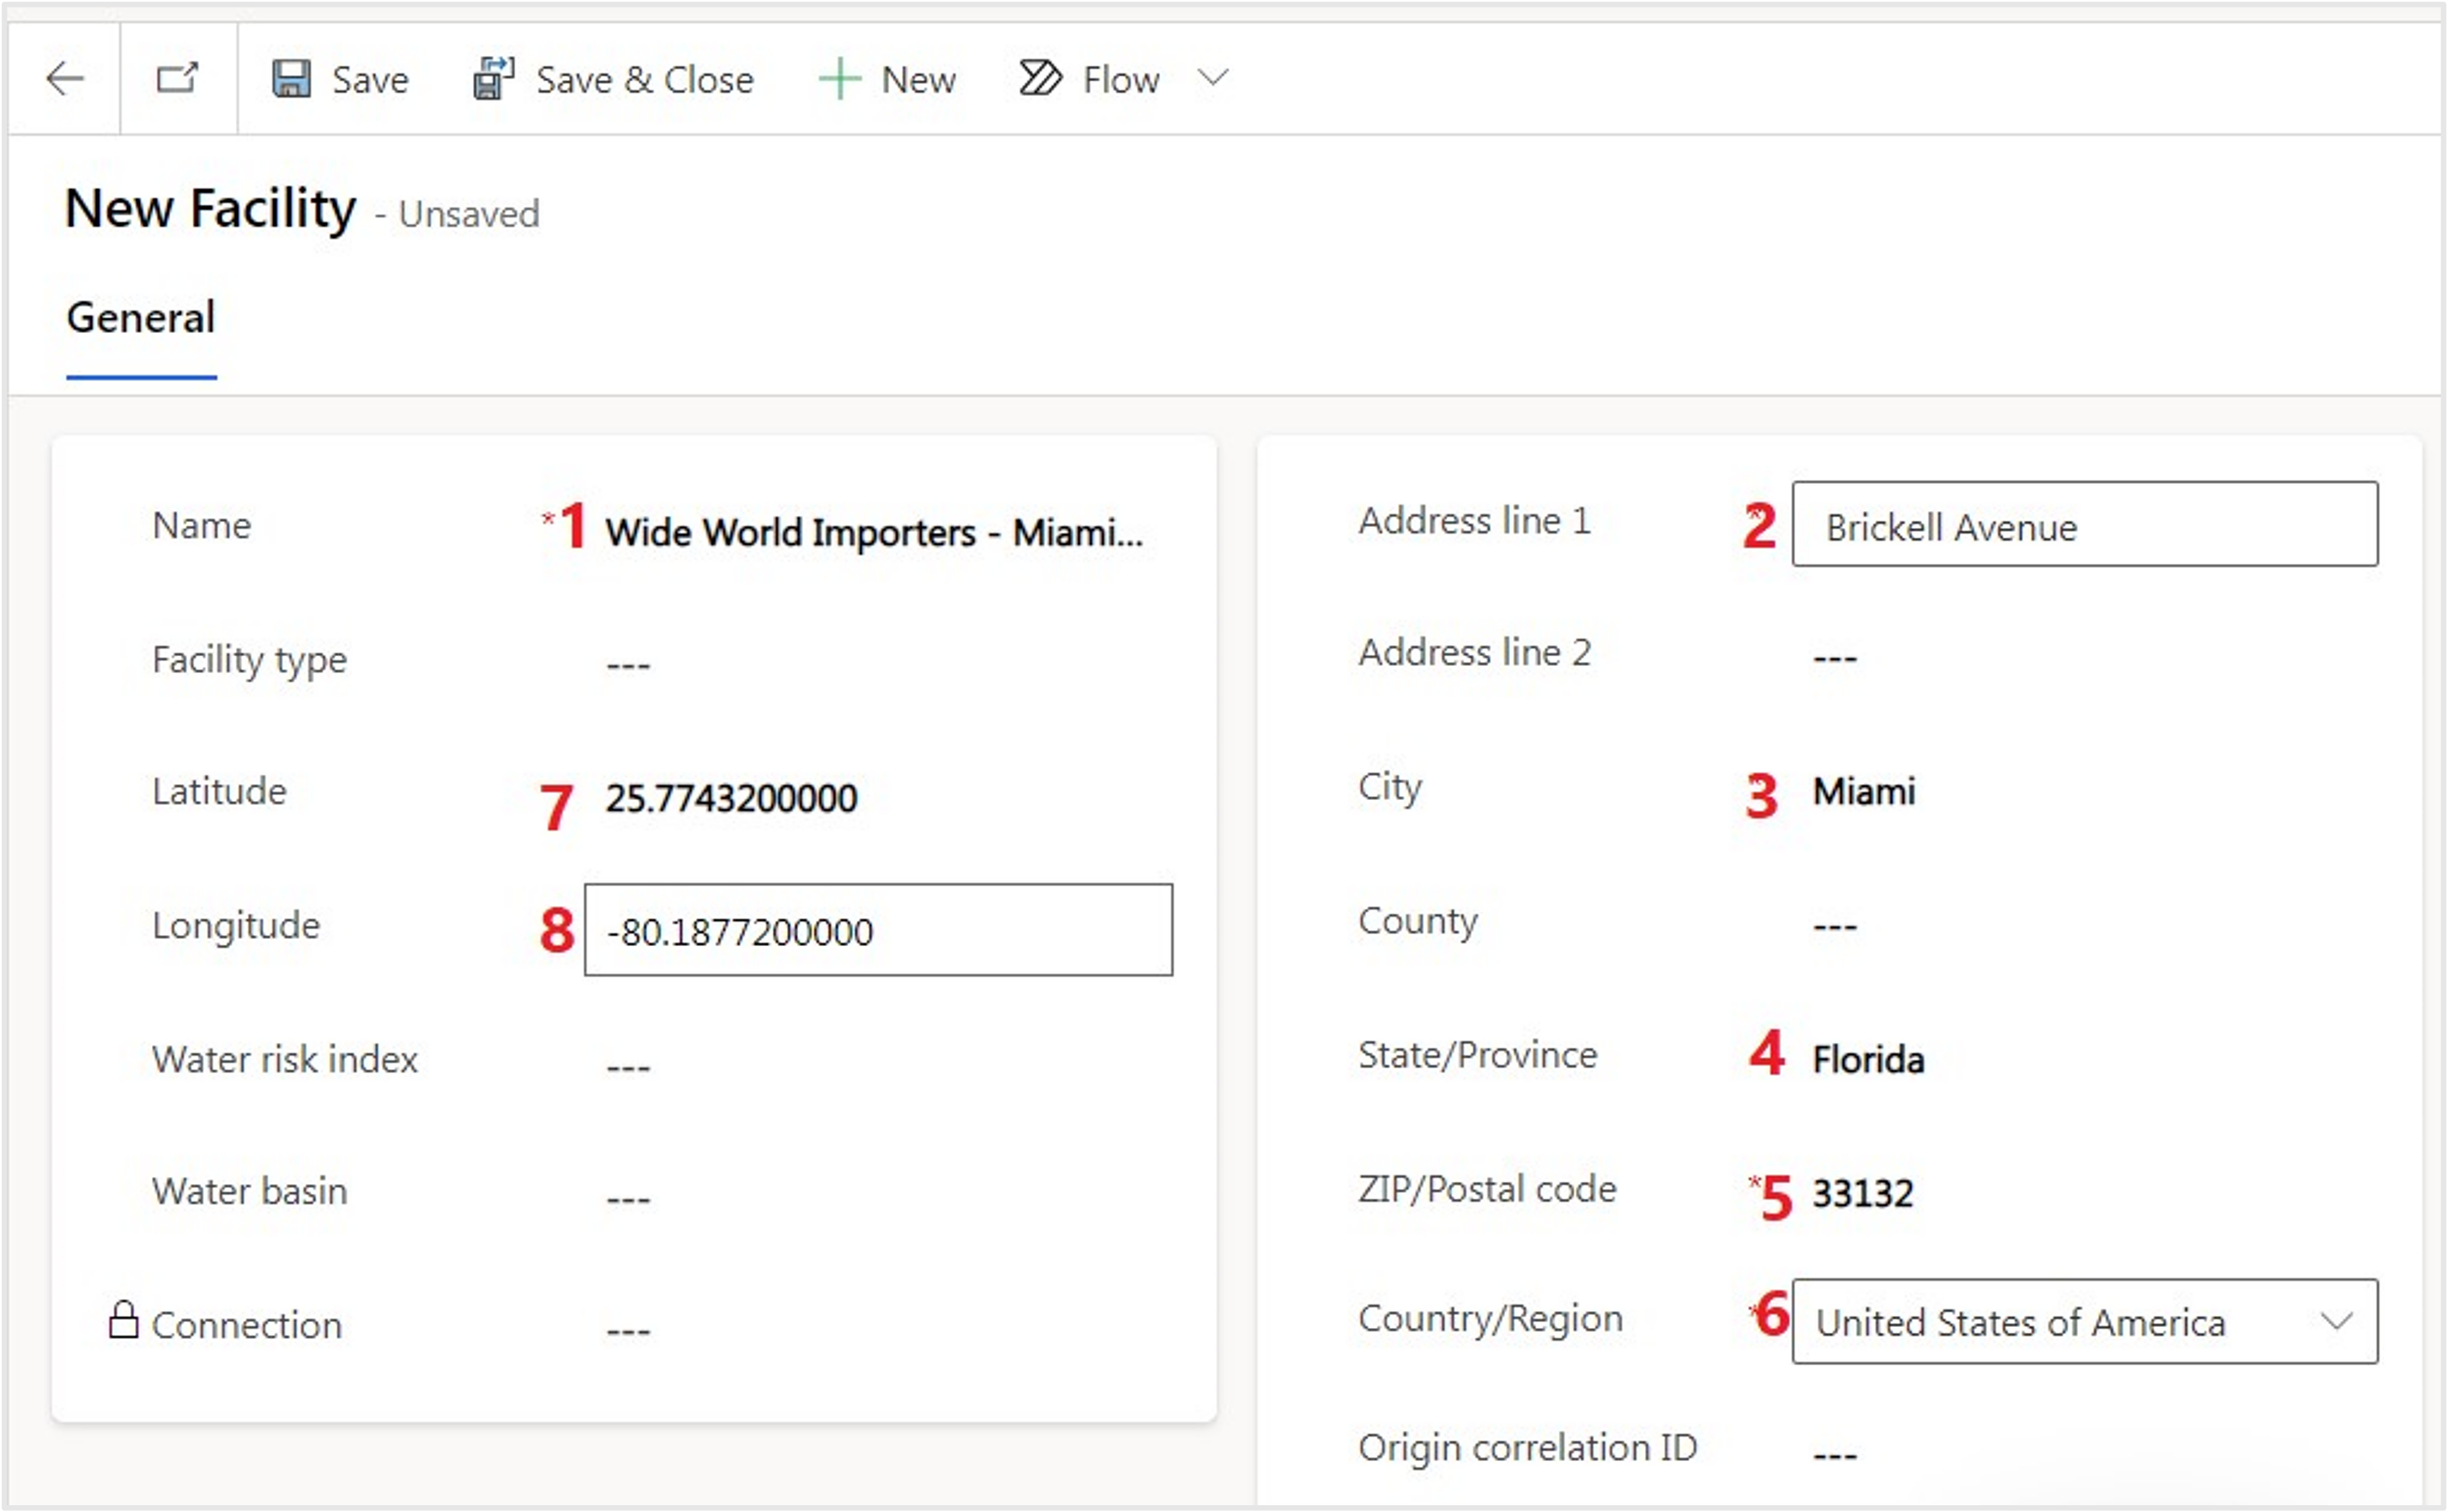 Save Save & Close New Flow
New Facility - Unsaved
General
Name *1 Wide World Importers - Miami...
Facility type ---
Latitude 7 25.7743200000
Longitude 8 -80.1877200000
Water risk index ---
Water basin ---
Connection ---
Address line 1 *2 Brickell Avenue
Address line 2 ---
City *3 Miami
County ---
State/Province 4 Florida
ZIP/Postal code *5 33132
Country/Region *6 United States of America
Origin correlation ID ---